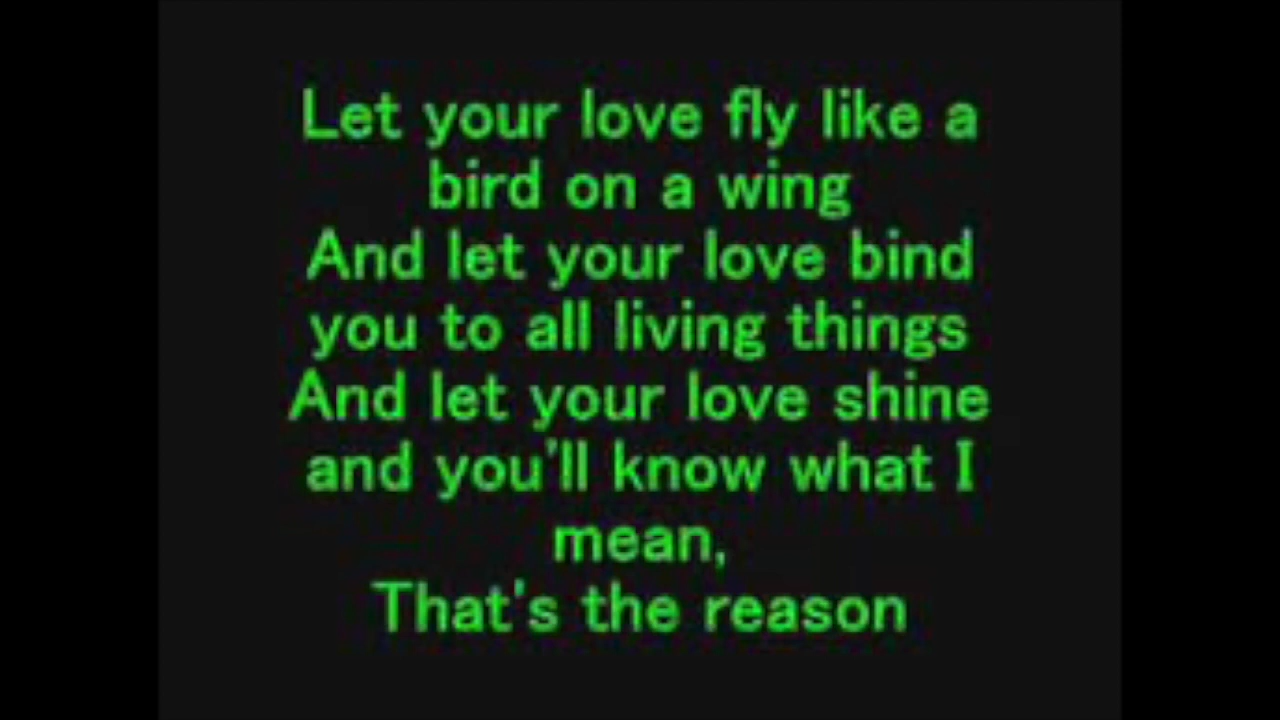 Let your love fly like a
bird on a wing
And let your love bind
you to all living things
And let your love shine
and you'll know what I
mean,
That's the reason